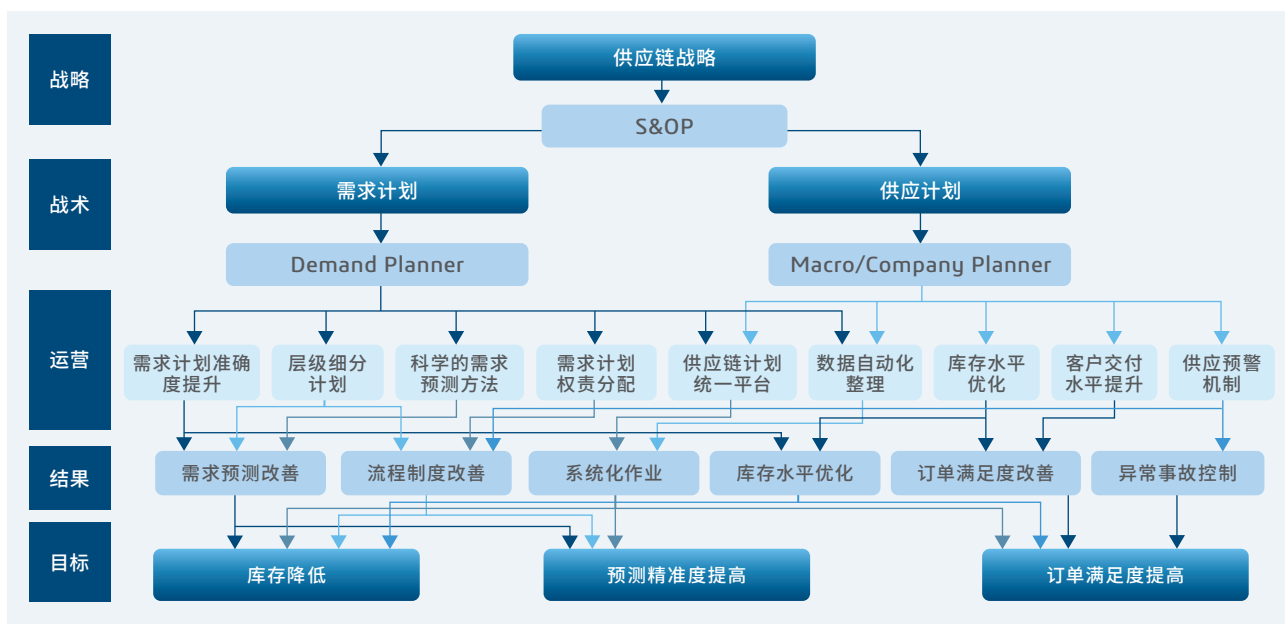 战略
供应链战略
S&OP
战术
需求计划
供应计划
Demand Planner
Macro/Company Planner
运营
需求计划准确
度提升
层级细分
计划
科学的需求
预测方法
需求计划
权责分配
供应链计划
统一平台
数据自动化
整理
库存水平
优化
客户交付
水平提升
供应预警
机制
结果
需求预测改善
流程制度改善
系统化作业
库存水平优化
订单满足度改善
异常事故控制
目标
库存降低
预测精准度提高
订单满足度提高